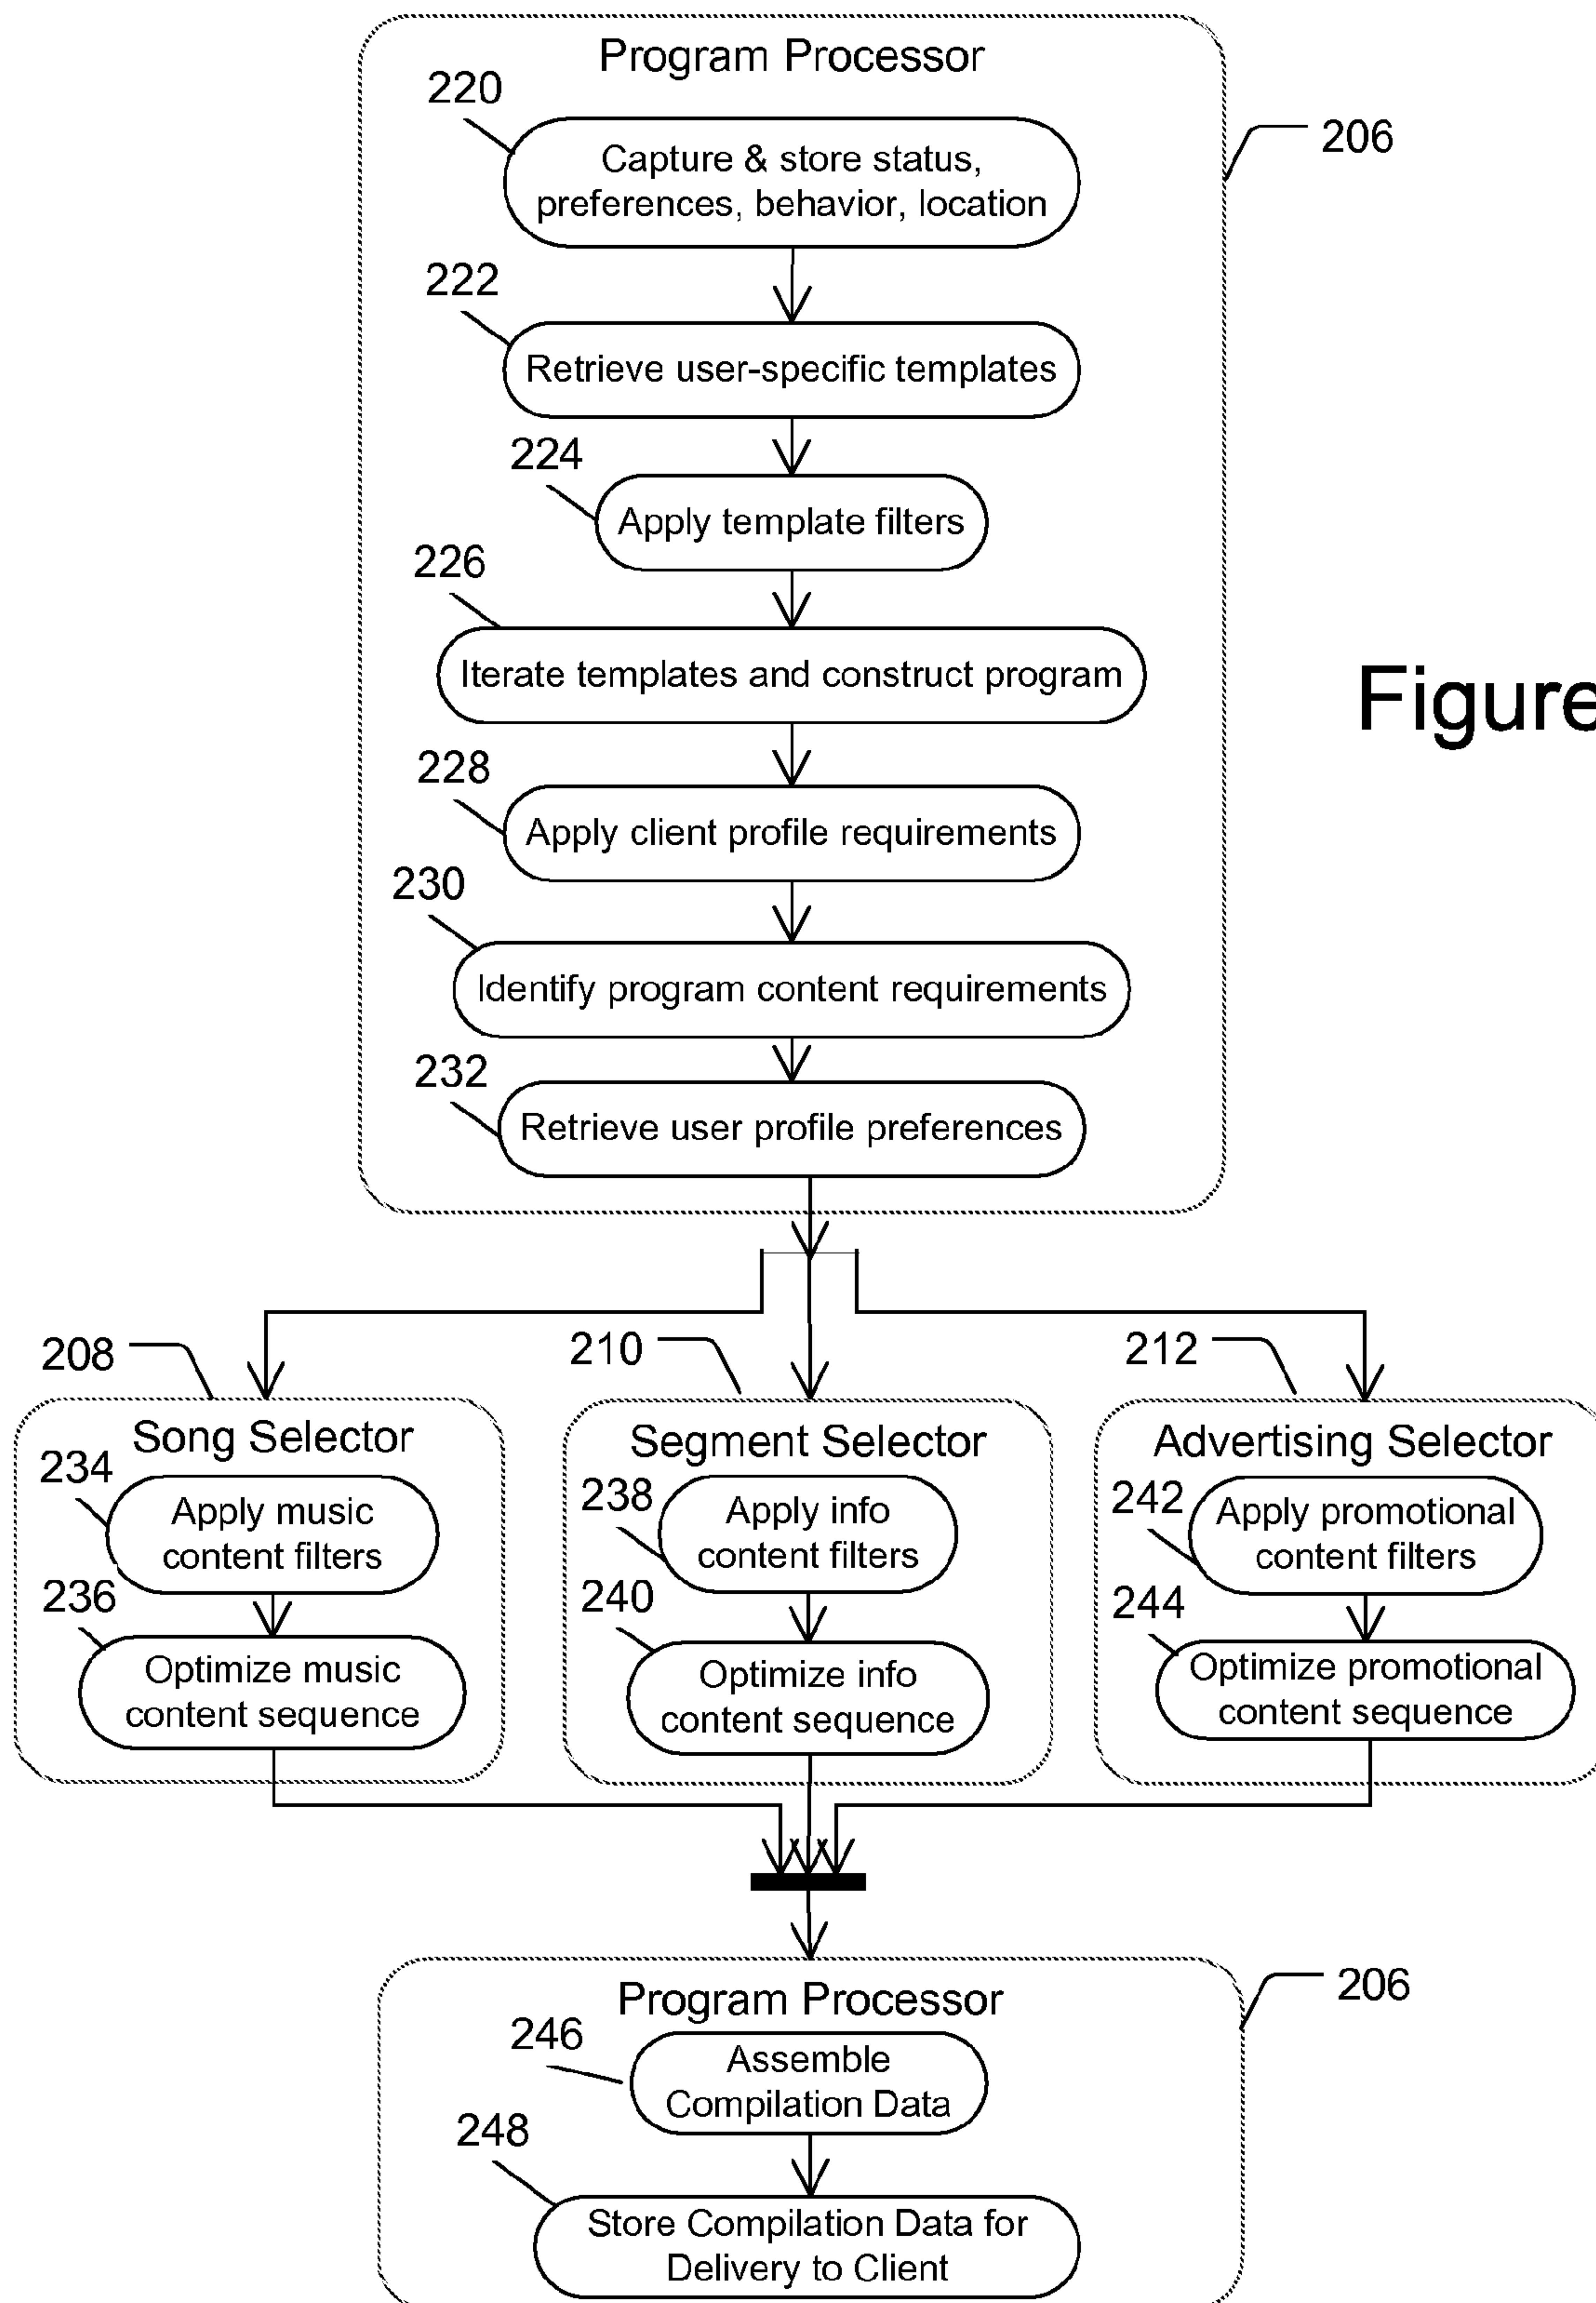 Program Processor
220
206
Capture & store status,
preferences, behavior, location
222
Retrieve user-specific templates
224
Apply template filters
226
Iterate templates and construct program
Figure
228
Apply client profile requirements
230
Identify program content requirements
232
Retrieve user profile preferences
208
210
212
Song Selector
234
Apply music
content filters
236
Optimize music
content sequence
Segment Selector
238
Apply info
content filters
240
Optimize info
content sequence
Advertising Selector
242
Apply promotional
content filters
244
Optimize promotional
content sequence
206
Program Processor
246
Assemble
Compilation Data
248
Store Compilation Data for
Delivery to Client